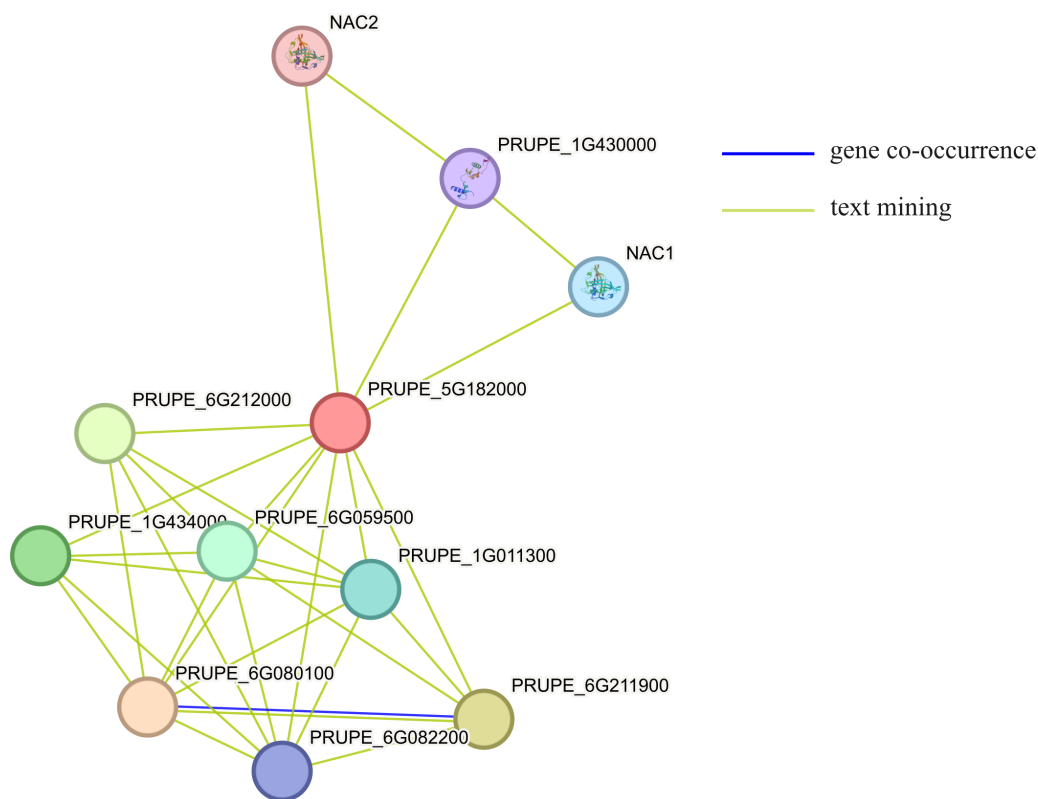 NAC2
PRUPE_1G430000
gene co-occurrence
text mining
NAC1
PRUPE_5G182000
PRUPE_6G212000
PRUPE_1G434000
PRUPE_6G059500
PRUPE_1G011300
PRUPE_6G080100
PRUPE_6G211900
PRUPE_6G082200